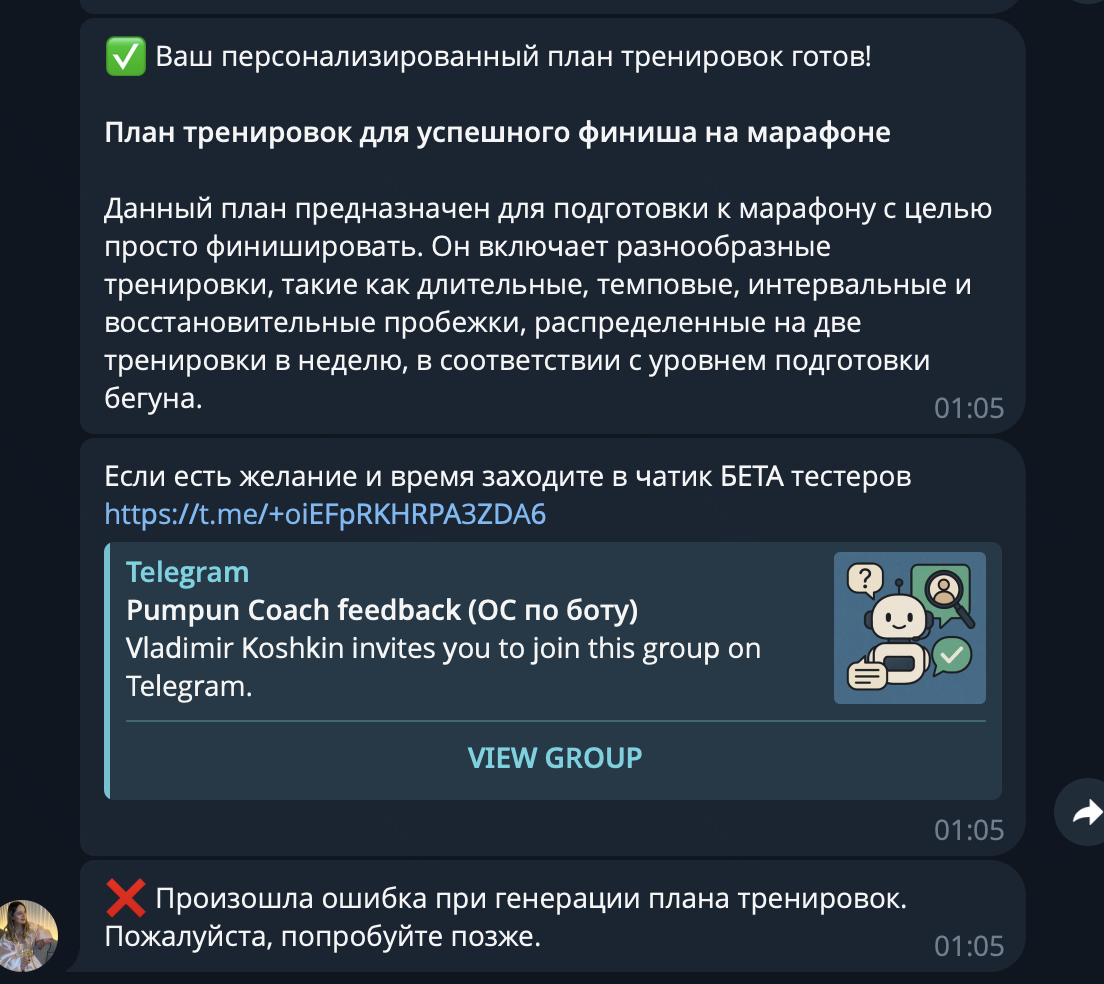 ✅ Ваш персонализированный план тренировок готов!
План тренировок для успешного финиша на марафоне
Данный план предназначен для подготовки к марафону с целью
просто финишировать. Он включает разнообразные
тренировки, такие как длительные, темповые, интервальные и
восстановительные пробежки, распределенные на две
тренировки в неделю, в соответствии с уровнем подготовки
бегуна.
01:05
Если есть желание и время заходите в чатик БЕТА тестеров
https://t.me/+oiEFpRKHRPA3ZDA6
Telegram
Pumpun Coach feedback (ОС по боту)
Vladimir Koshkin invites you to join this group on
Telegram.
?
VIEW GROUP
01:05
❌ Произошла ошибка при генерации плана тренировок.
Пожалуйста, попробуйте позже.
01:05